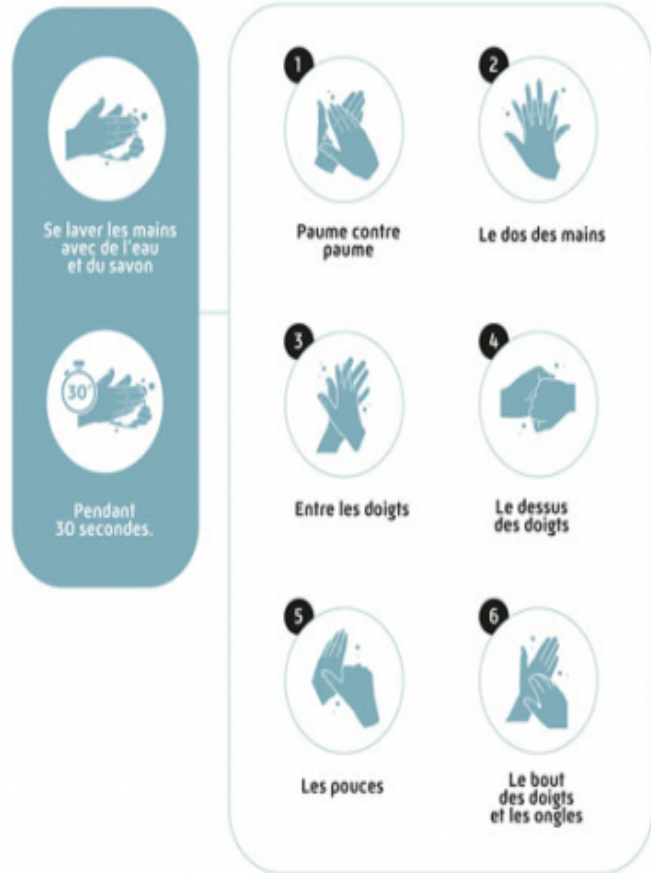 Se laver les mains
avec de l'eau
et du savon
30'
Pendant
30 secondes.
1
Paume contre
paume
2
Le dos des mains
3
Entre les doigts
4
Le dessus
des doigts
5
Les pouces
6
Le bout
des doigts
et les ongles